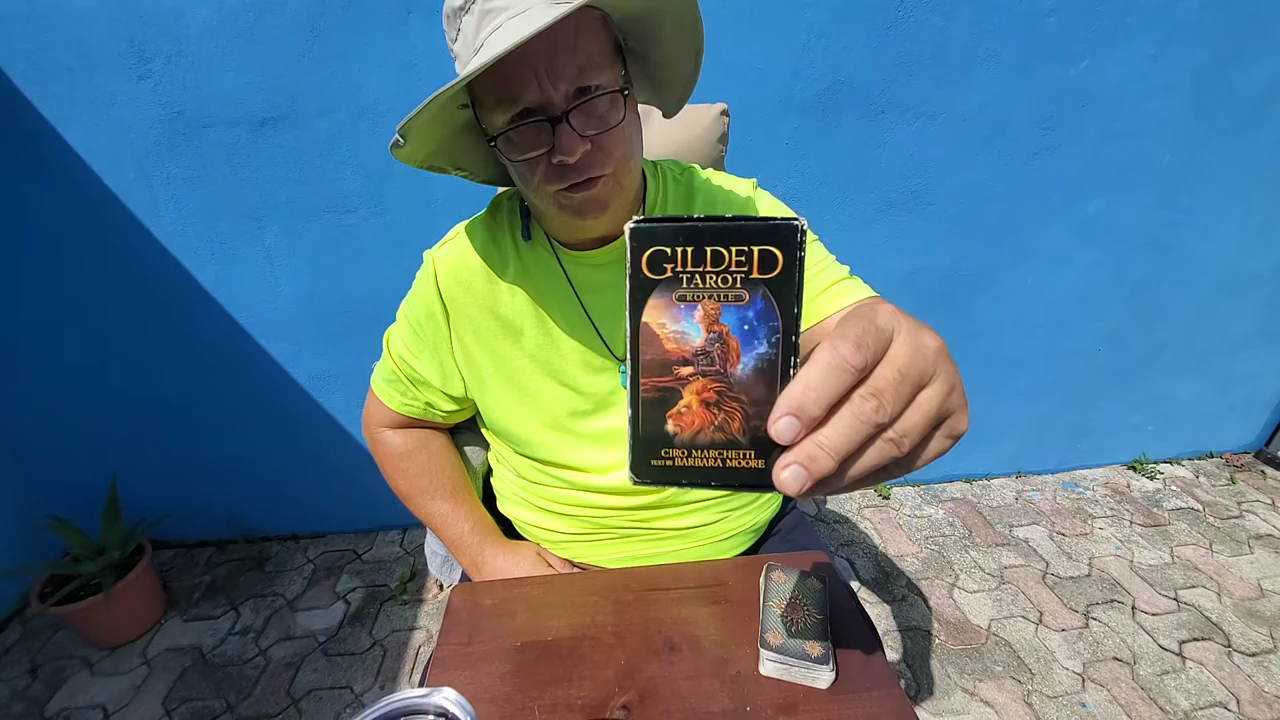 GILDED
TAROT
ROYALE
CIRO MARCHETTI
TEXT BY BARBARA MOORE